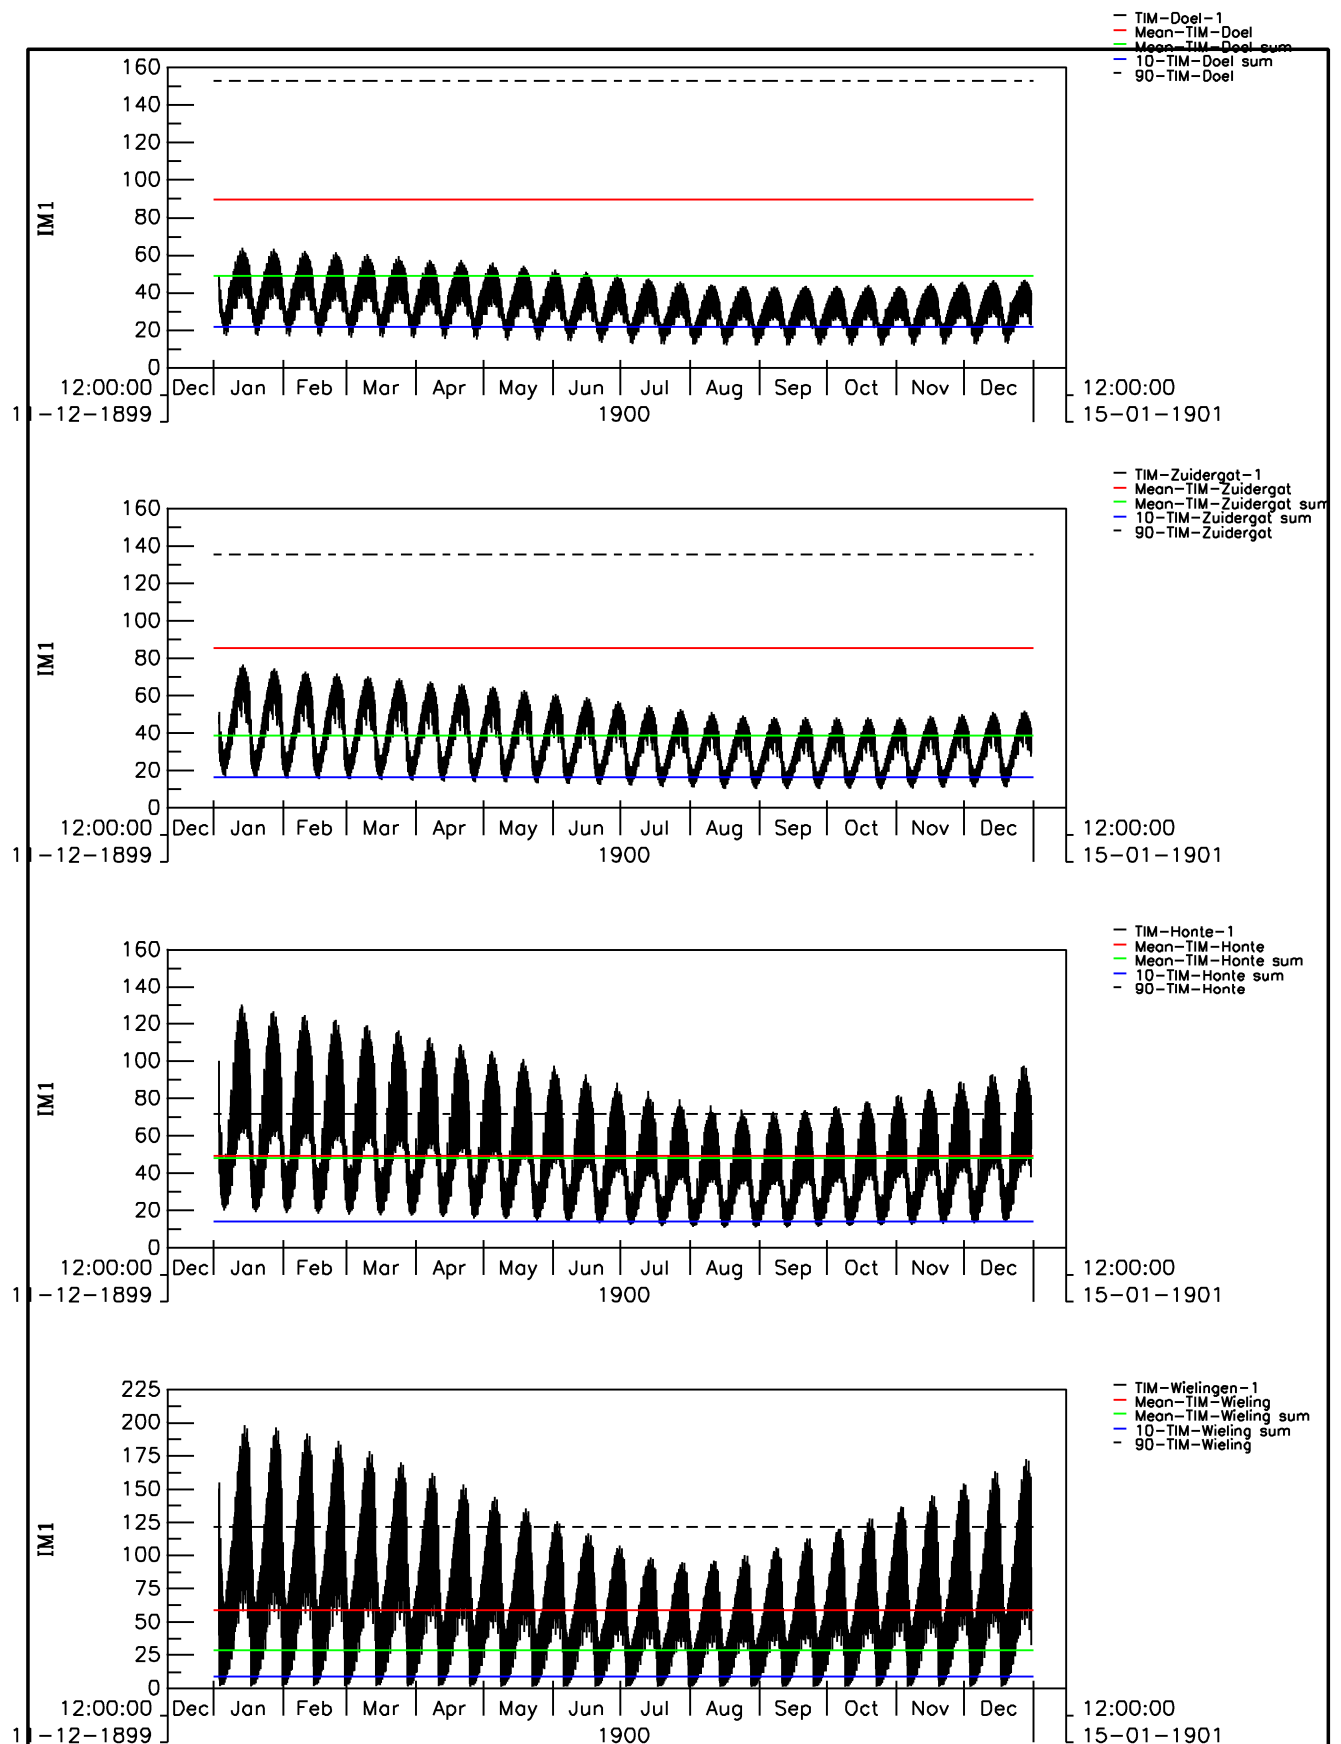 TIM-Doel-1
Mean-TIM-Doel
Mean-TIM-Doel sum
10-TIM-Doel sum
90-TIM-Doel
160
140
120
100
80
60
40
20
0
IM1
12:00:00 Dec Jan Feb Mar Apr May Jun Jul Aug Sep Oct Nov Dec 12:00:00
11-12-1899 1900 15-01-1901
TIM-Zuidergat-1
Mean-TIM-Zuidergat
Mean-TIM-Zuidergat sum
10-TIM-Zuidergat sum
90-TIM-Zuidergat
160
140
120
100
80
60
40
20
0
IM1
12:00:00 Dec Jan Feb Mar Apr May Jun Jul Aug Sep Oct Nov Dec 12:00:00
11-12-1899 1900 15-01-1901
TIM-Honte-1
Mean-TIM-Honte
Mean-TIM-Honte sum
10-TIM-Honte sum
90-TIM-Honte
160
140
120
100
80
60
40
20
0
IM1
12:00:00 Dec Jan Feb Mar Apr May Jun Jul Aug Sep Oct Nov Dec 12:00:00
11-12-1899 1900 15-01-1901
TIM-Wielingen-1
Mean-TIM-Wieling
Mean-TIM-Wieling sum
10-TIM-Wieling sum
90-TIM-Wieling
225
200
175
150
125
100
75
50
25
0
IM1
12:00:00 Dec Jan Feb Mar Apr May Jun Jul Aug Sep Oct Nov Dec 12:00:00
11-12-1899 1900 15-01-1901